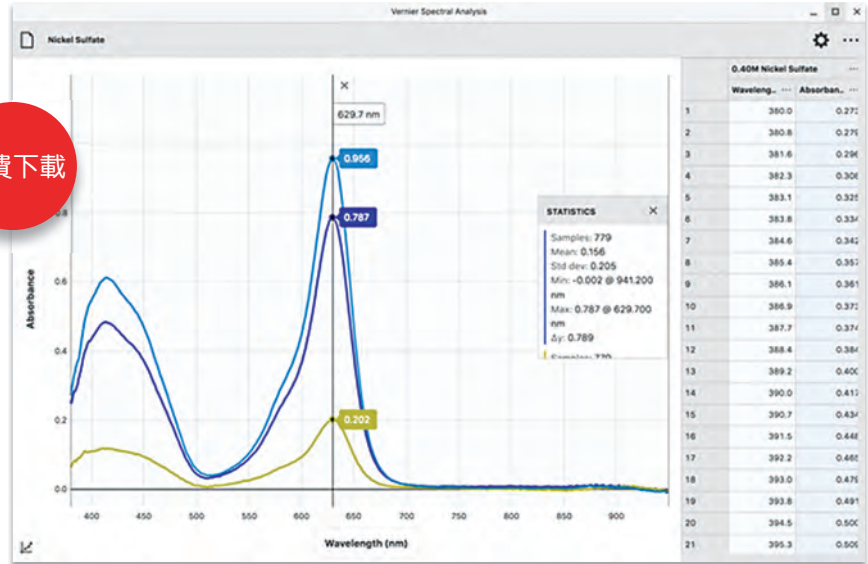 Vernier Spectral Analysis
Nickel Sulfate
費下載
629.7 nm
0.956
0.787
0.202
0.8
0.6
0.4
0.2
0.0
Absorbance
400 450 500 550 600 650 700 750 800 850 900
Wavelength (nm)
STATISTICS
Samples: 779
Mean: 0.156
Std dev: 0.205
Min: -0.002 @ 941.200
nm
Max: 0.787 @ 629.700
nm
Δy: 0.789
Samples: 779
0.40M Nickel Sulfate ...
Waveleng.. ... Absorban.. ...
1 380.0
2 380.8
3 381.6
4 382.3
5 383.1
6 383.8
7 384.6
8 385.4
9 386.1
10 386.9
11 387.7
12 388.4
13 389.2
14 390.0
15 390.7
16 391.5
17 392.2
18 393.0
19 393.8
20 394.5
21 395.3